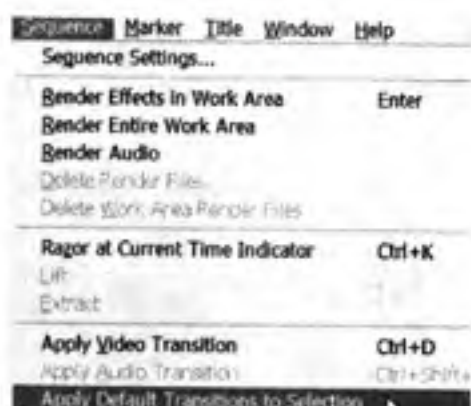 Sequence Marker Title Window Help
Sequence Settings...
Render Effects in Work Area Enter
Render Entire Work Area
Render Audio
Delete Render Files
Delete Work Area Render Files
Razor at Current Time Indicator Ctrl+K
Lift
Extract
Apply Video Transition Ctrl+D
Apply Audio Transition Ctrl+Shift+
Apply Default Transitions to Selection